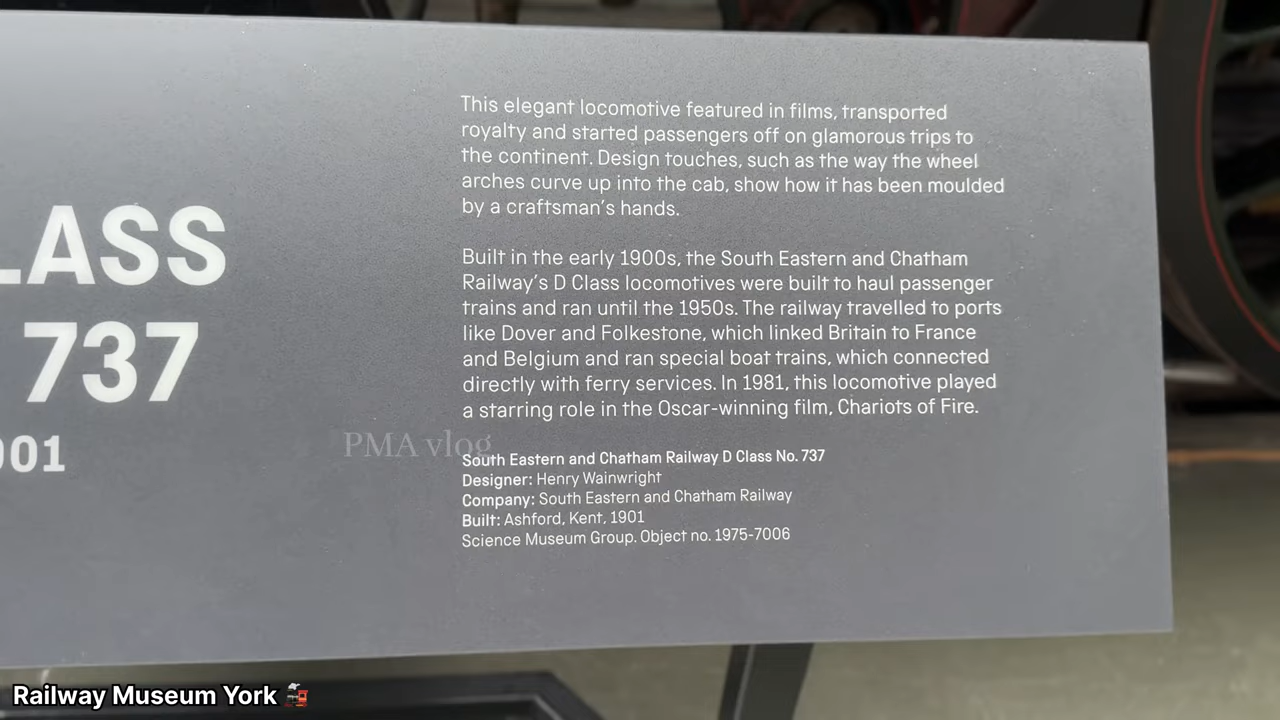 LASS
737
901
This elegant locomotive featured in films, transported
royalty and started passengers off on glamorous trips to
the continent. Design touches, such as the way the wheel
arches curve up into the cab, show how it has been moulded
by a craftsman's hands.
Built in the early 1900s, the South Eastern and Chatham
Railway's D Class locomotives were built to haul passenger
trains and ran until the 1950s. The railway travelled to ports
like Dover and Folkestone, which linked Britain to France
and Belgium and ran special boat trains, which connected
directly with ferry services. In 1981, this locomotive played
a starring role in the Oscar-winning film, Chariots of Fire.
PMA vlog
South Eastern and Chatham Railway D Class No. 737
Designer: Henry Wainwright
Company: South Eastern and Chatham Railway
Built: Ashford, Kent, 1901
Science Museum Group. Object no. 1975-7006
Railway Museum York 🚂